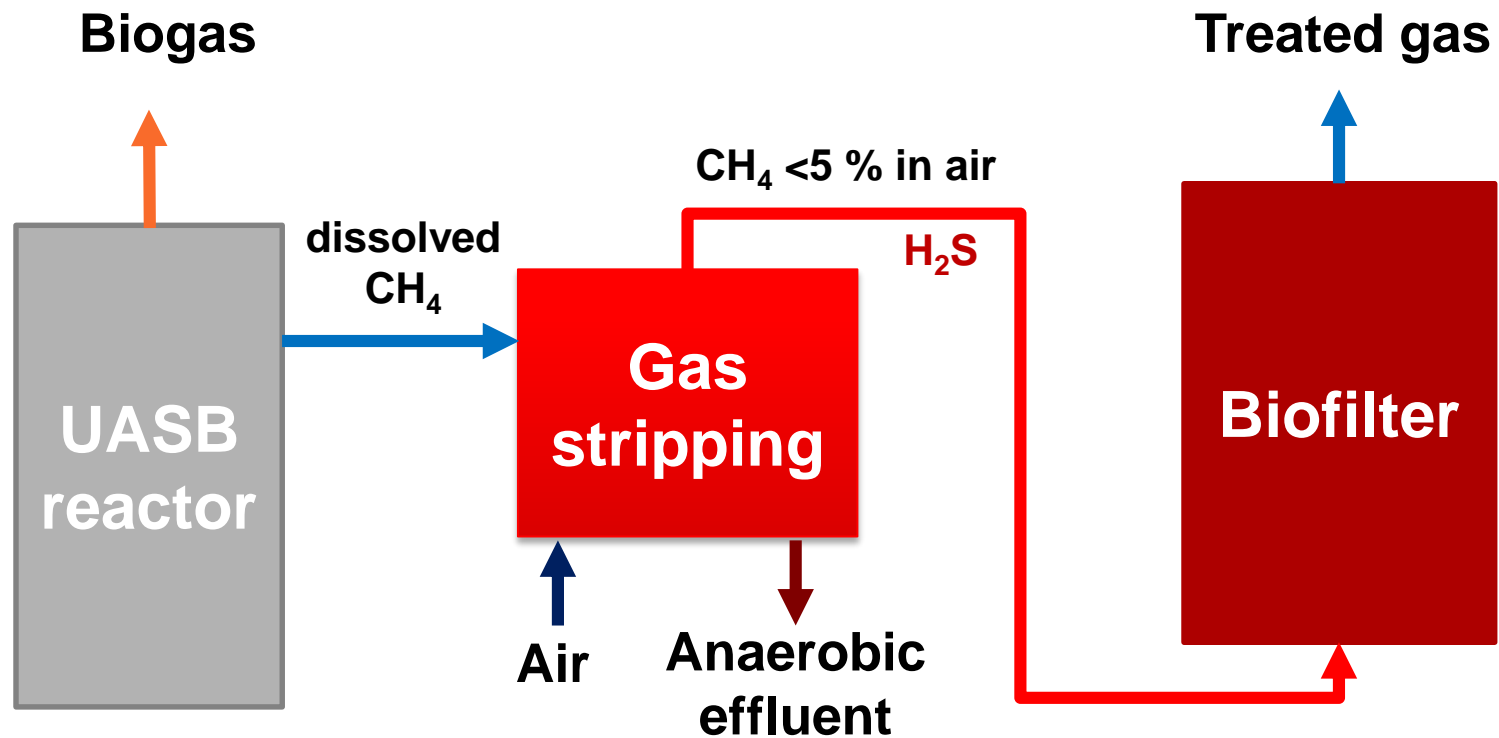 Biogas
Treated gas
CH₄ <5 % in air
H₂S
dissolved
CH₄
Gas
stripping
UASB
reactor
Biofilter
Air
Anaerobic
effluent